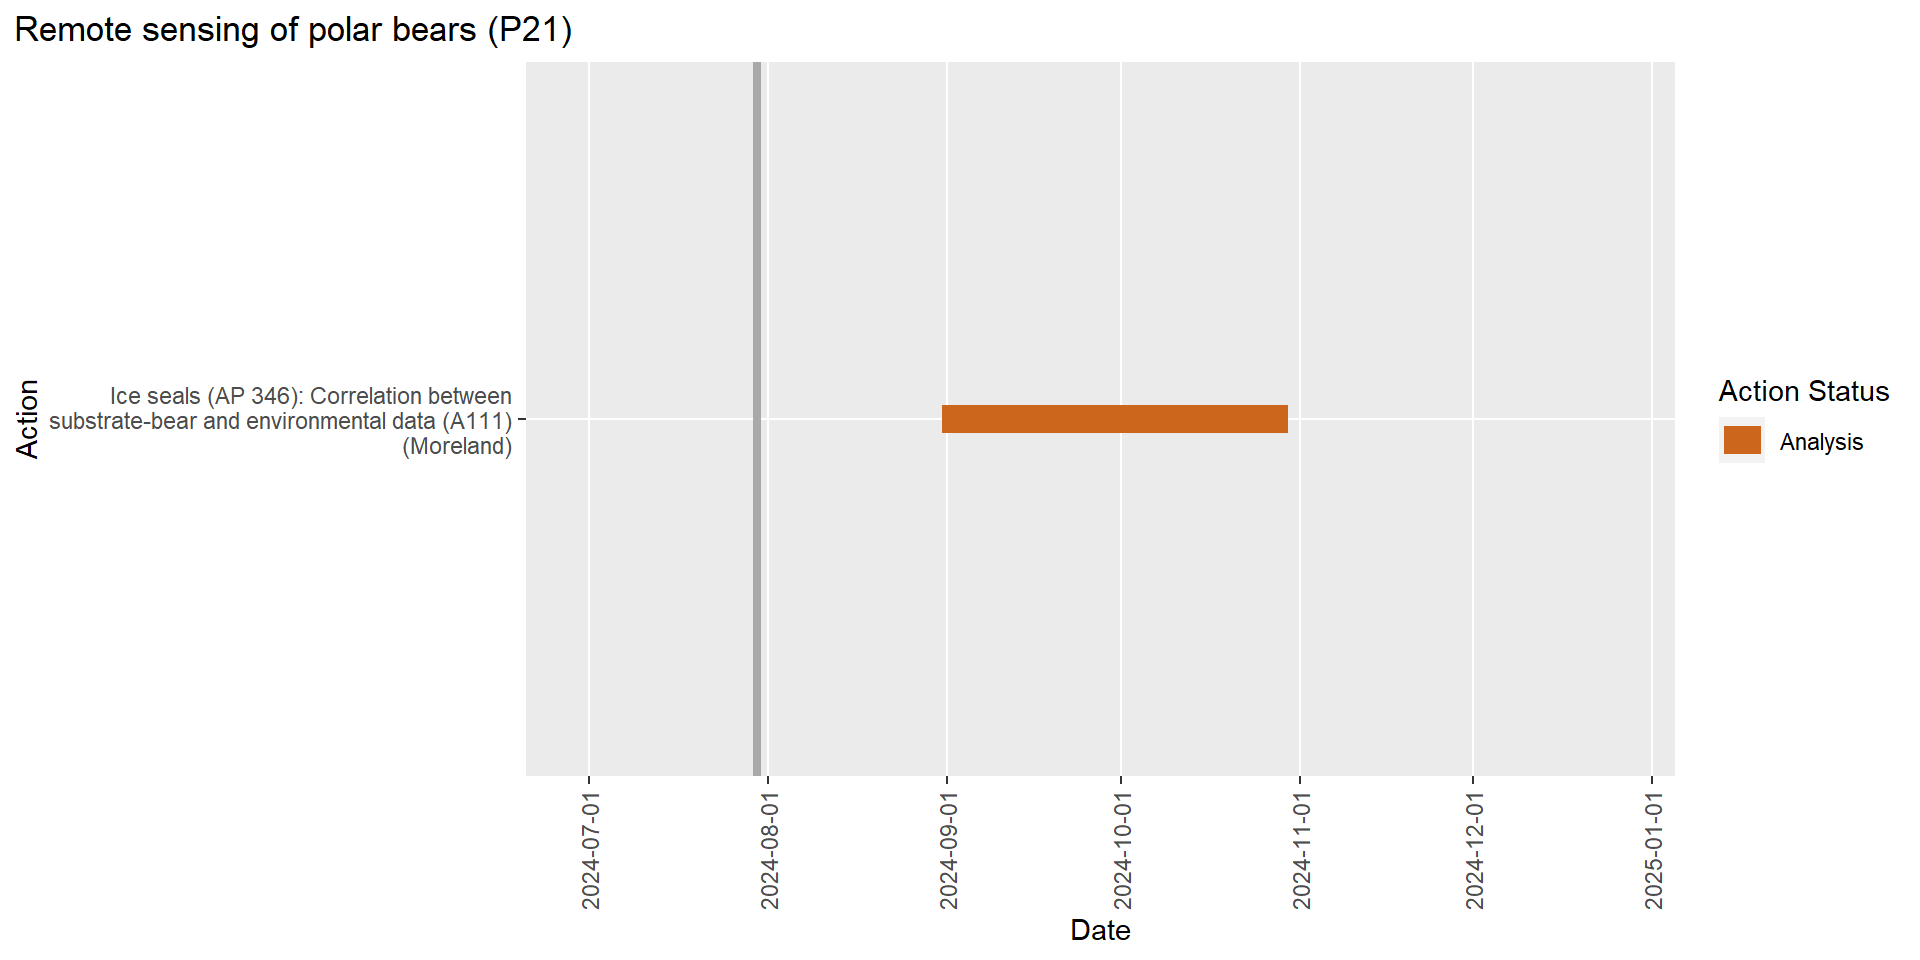 Remote sensing of polar bears (P21)
Action
Ice seals (AP 346): Correlation between
substrate-bear and environmental data (A111)
(Moreland)
Action Status
Analysis
2024-07-01
2024-08-01
2024-09-01
2024-10-01
2024-11-01
2024-12-01
2025-01-01
Date